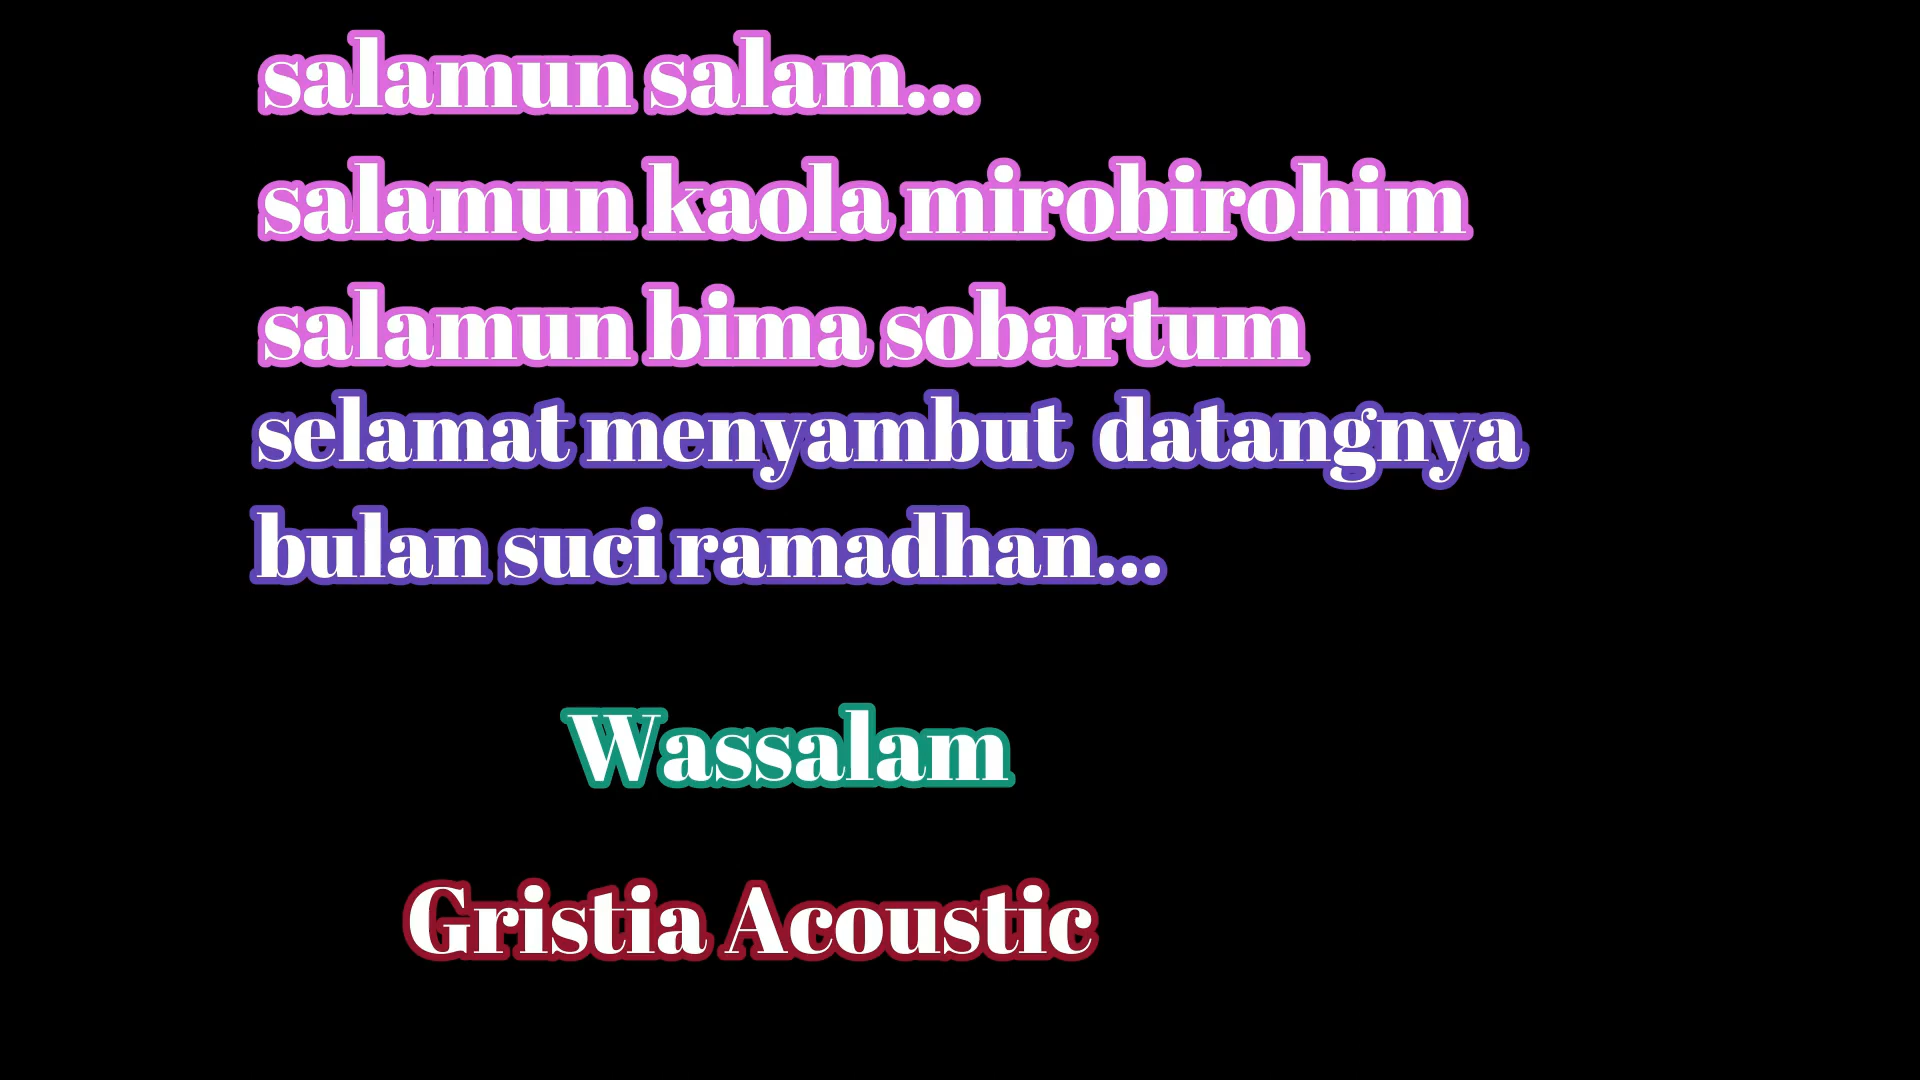 salamun salam...
salamun kaola mirobirohim
salamun bima sobartum
selamat menyambut datangnya
bulan suci ramadhan...
Wassalam
Gristia Acoustic